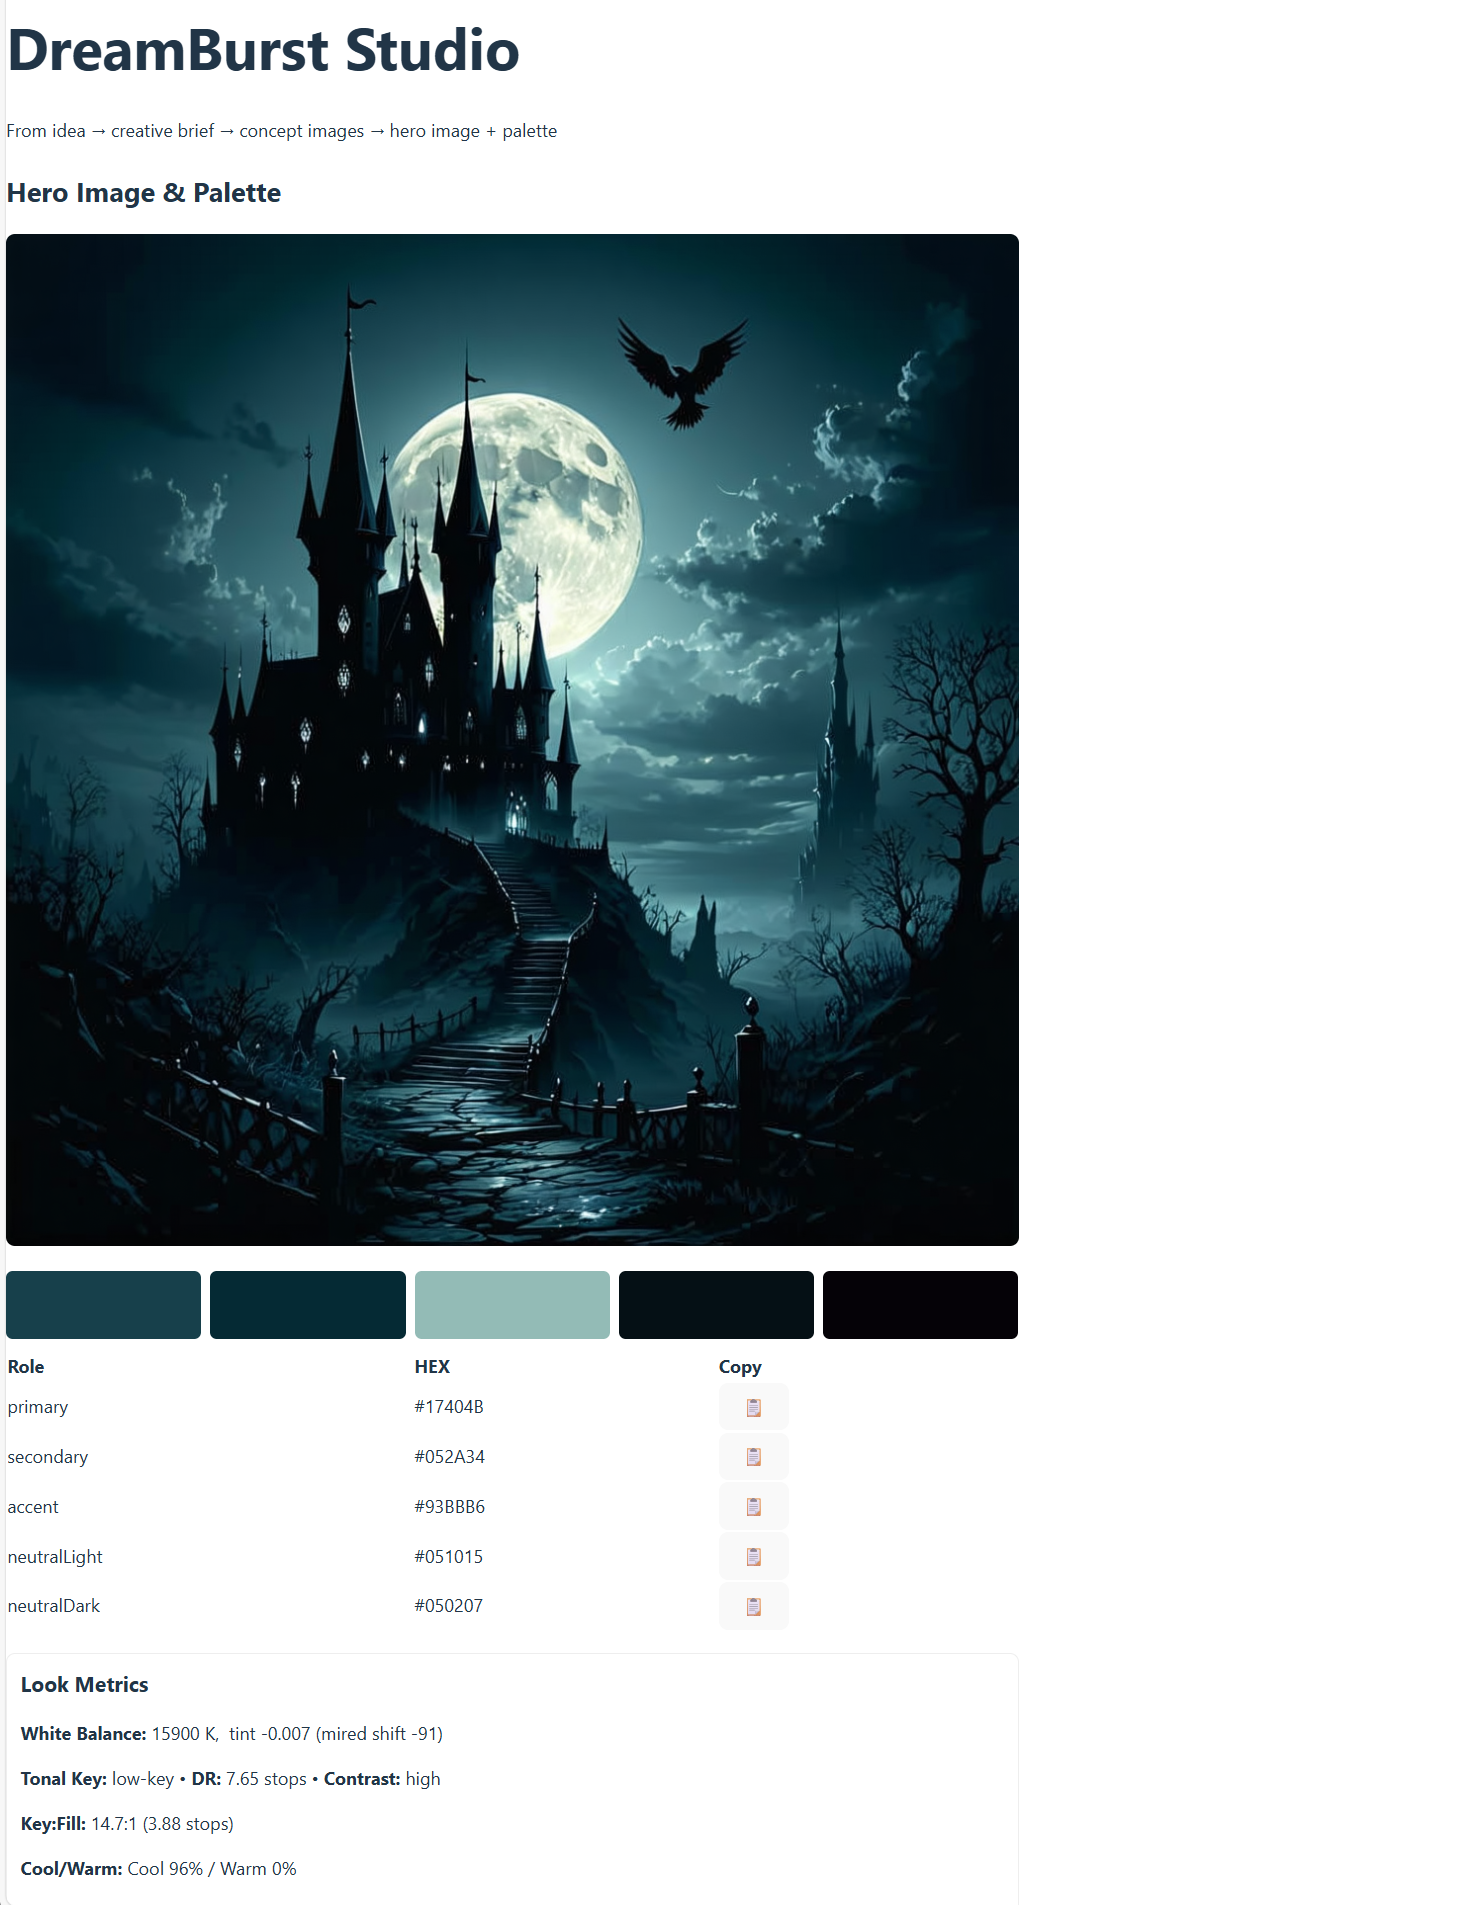 DreamBurst Studio
From idea → creative brief → concept images → hero image + palette
Hero Image & Palette
Role HEX Copy
primary #17404B
secondary #052A34
accent #93BBB6
neutralLight #051015
neutralDark #050207
Look Metrics
White Balance: 15900 K, tint -0.007 (mired shift -91)
Tonal Key: low-key • DR: 7.65 stops • Contrast: high
Key:Fill: 14.7:1 (3.88 stops)
Cool/Warm: Cool 96% / Warm 0%